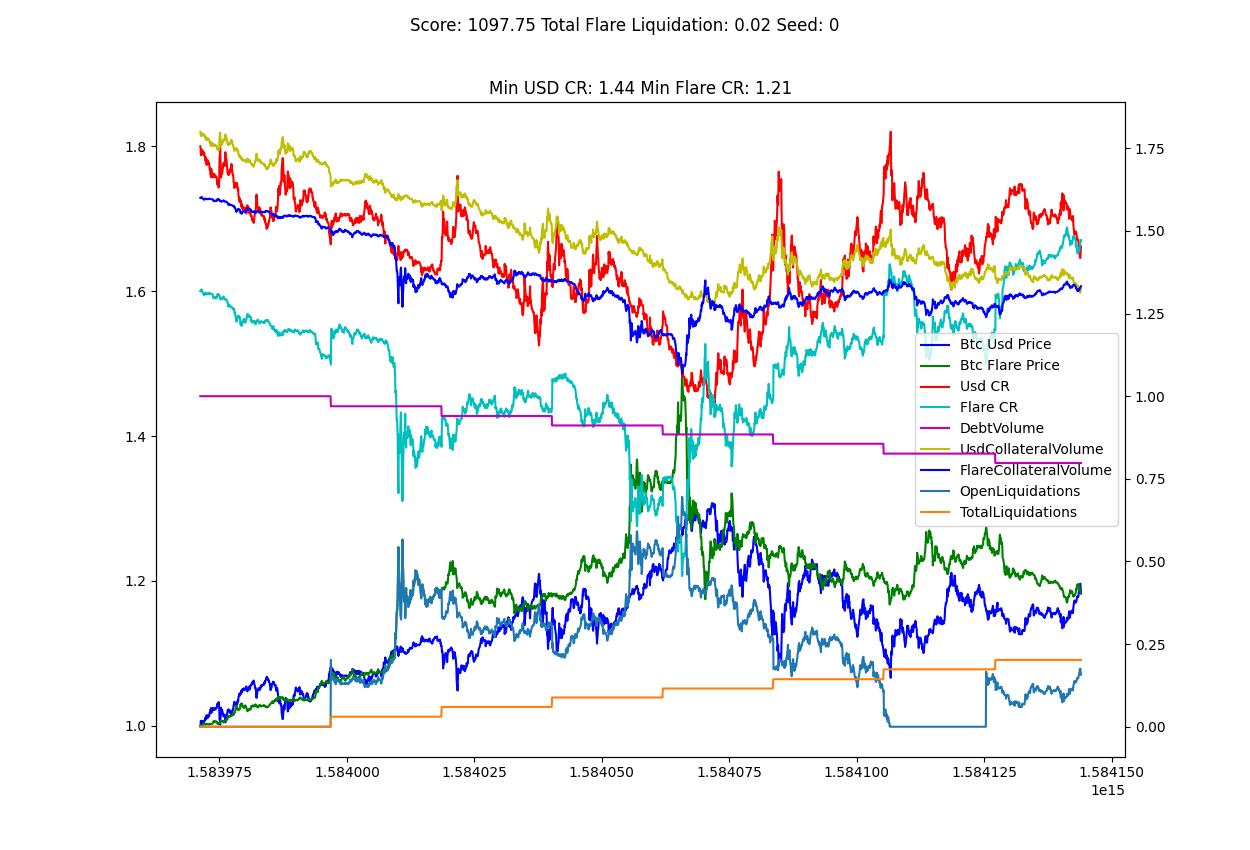 Score: 1097.75 Total Flare Liquidation: 0.02 Seed: 0
Min USD CR: 1.44 Min Flare CR: 1.21
1.8
1.6
1.4
1.2
1.0
1.75
1.50
1.25
1.00
0.75
0.50
0.25
0.00
Btc Usd Price
Btc Flare Price
Usd CR
Flare CR
DebtVolume
UsdCollateralVolume
FlareCollateralVolume
OpenLiquidations
TotalLiquidations
1.583975 1.584000 1.584025 1.584050 1.584075 1.584100 1.584125 1.584150
1e15